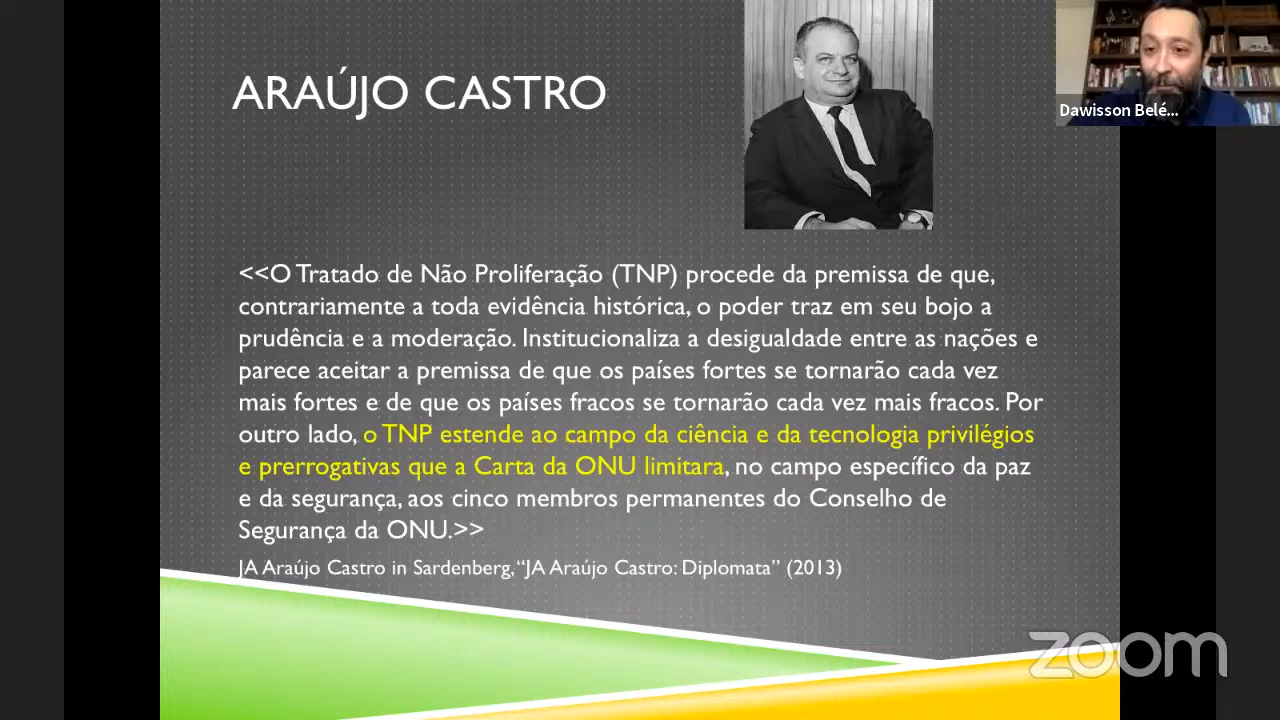 ARAÚJO CASTRO
Dawisson Belé...
<<O Tratado de Não Proliferação (TNP) procede da premissa de que,
contrariamente a toda evidência histórica, o poder traz em seu bojo a
prudência e a moderação. Institucionaliza a desigualdade entre as nações e
parece aceitar a premissa de que os países fortes se tornarão cada vez
mais fortes e de que os países fracos se tornarão cada vez mais fracos. Por
outro lado, o TNP estende ao campo da ciência e da tecnologia privilégios
e prerrogativas que a Carta da ONU limitara, no campo específico da paz
e da segurança, aos cinco membros permanentes do Conselho de
Segurança da ONU.>>
JA Araújo Castro in Sardenberg, “JA Araújo Castro: Diplomata” (2013)
zoom